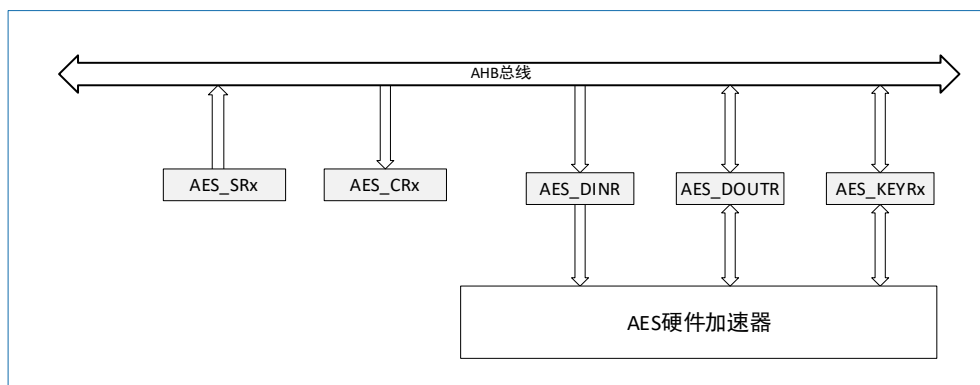 AHB总线
AES_SRx
AES_CRx
AES_DINR
AES_DOUTR
AES_KEYRx
AES硬件加速器